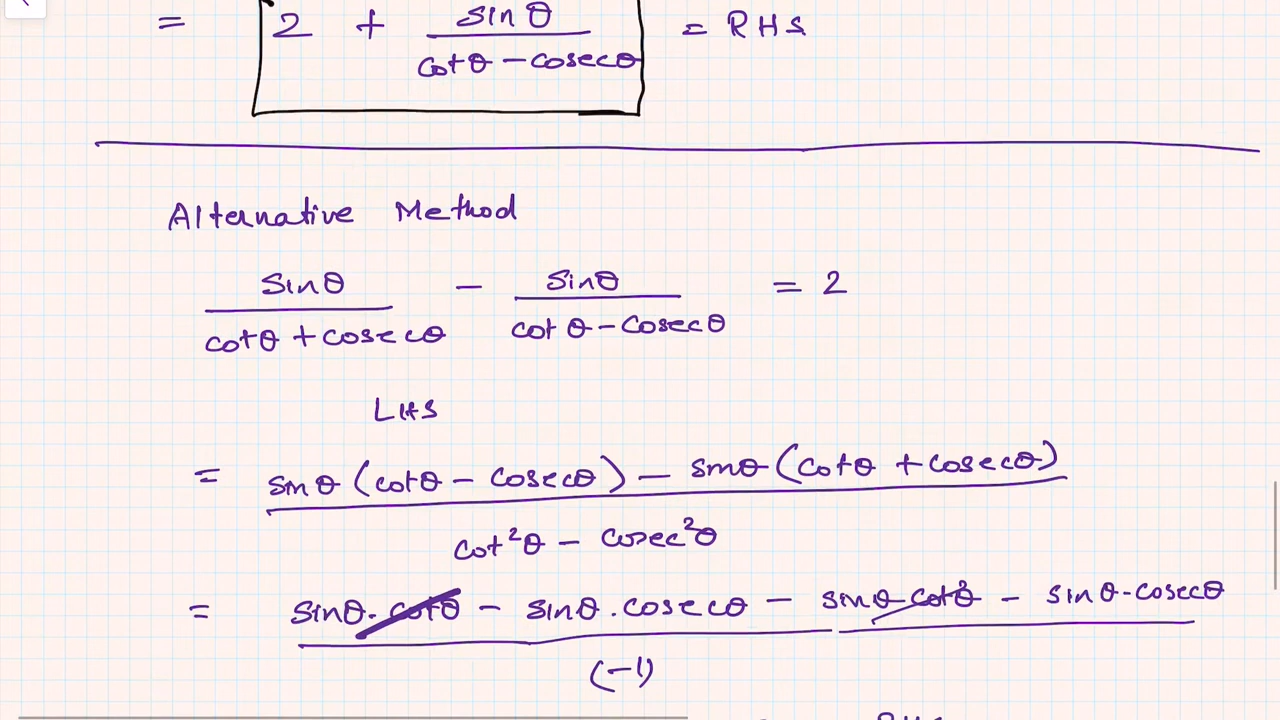 = 2 + sinθ / (cotθ − cosecθ) = RHS
Alternative Method
sinθ / (cotθ + cosecθ) − sinθ / (cotθ − cosecθ) = 2
LHS
= (sinθ (cotθ − cosecθ) − sinθ (cotθ + cosecθ)) / (cot²θ − cosec²θ)
= (sinθ · cotθ − sinθ · cosecθ − sinθ cotθ − sinθ · cosecθ) / (−1)